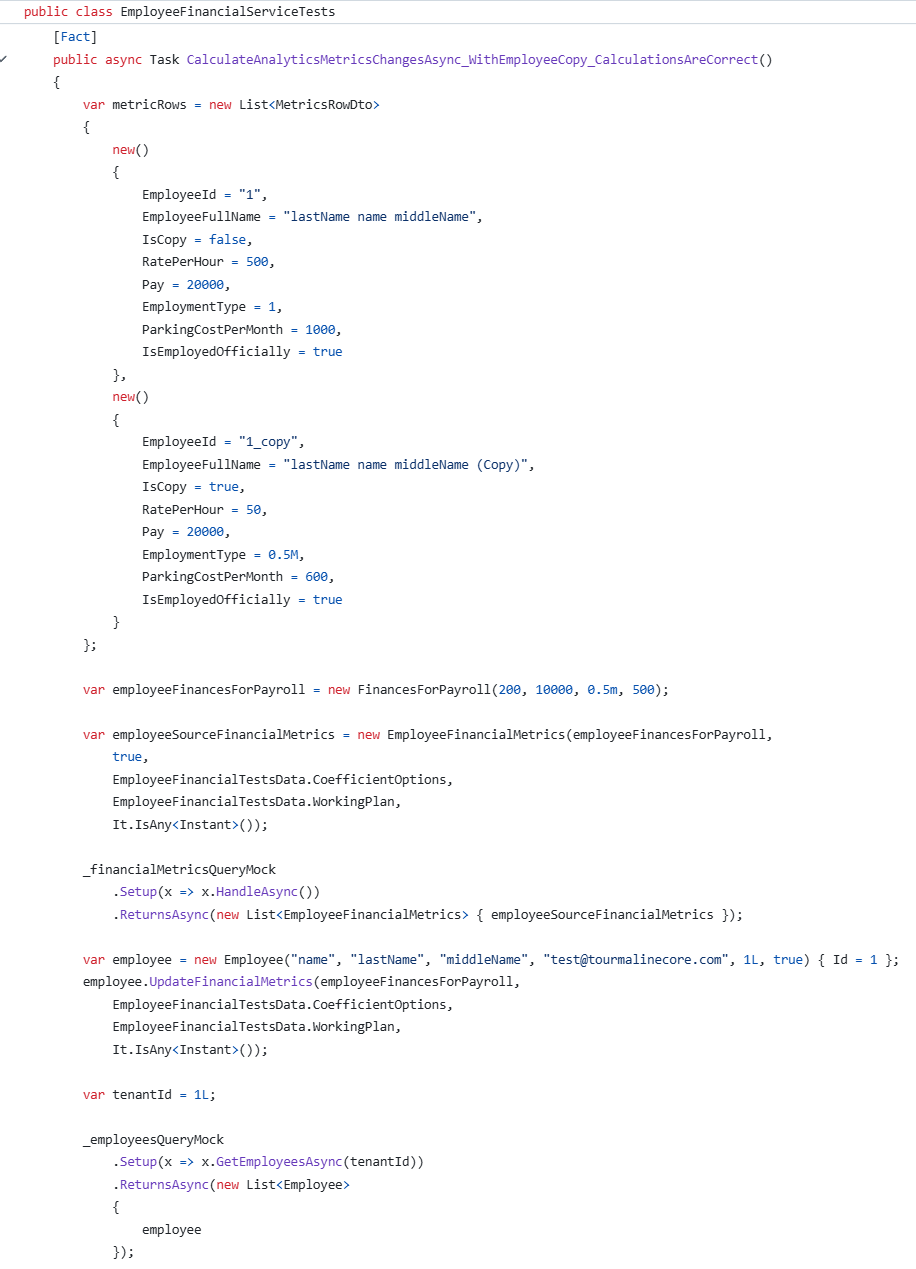 public class EmployeeFinancialServiceTests
[Fact]
public async Task CalculateAnalyticsMetricsChangesAsync_WithEmployeeCopy_CalculationsAreCorrect()
{
var metricRows = new List<MetricsRowDto>
{
new()
{
EmployeeId = "1",
EmployeeFullName = "lastName name middleName",
IsCopy = false,
RatePerHour = 500,
Pay = 20000,
EmploymentType = 1,
ParkingCostPerMonth = 1000,
IsEmployedOfficially = true
},
new()
{
EmployeeId = "1_copy",
EmployeeFullName = "lastName name middleName (Copy)",
IsCopy = true,
RatePerHour = 50,
Pay = 20000,
EmploymentType = 0.5M,
ParkingCostPerMonth = 600,
IsEmployedOfficially = true
}
};
var employeeFinancesForPayroll = new FinancesForPayroll(200, 10000, 0.5m, 500);
var employeeSourceFinancialMetrics = new EmployeeFinancialMetrics(employeeFinancesForPayroll,
true,
EmployeeFinancialTestsData.CoefficientOptions,
EmployeeFinancialTestsData.WorkingPlan,
It.IsAny<Instant>());
_financialMetricsQueryMock
.Setup(x => x.HandleAsync())
.ReturnsAsync(new List<EmployeeFinancialMetrics> { employeeSourceFinancialMetrics });
var employee = new Employee("name", "lastName", "middleName", "test@tourmalinecore.com", 1L, true) { Id = 1 };
employee.UpdateFinancialMetrics(employeeFinancesForPayroll,
EmployeeFinancialTestsData.CoefficientOptions,
EmployeeFinancialTestsData.WorkingPlan,
It.IsAny<Instant>());
var tenantId = 1L;
_employeesQueryMock
.Setup(x => x.GetEmployeesAsync(tenantId))
.ReturnsAsync(new List<Employee>
{
employee
});